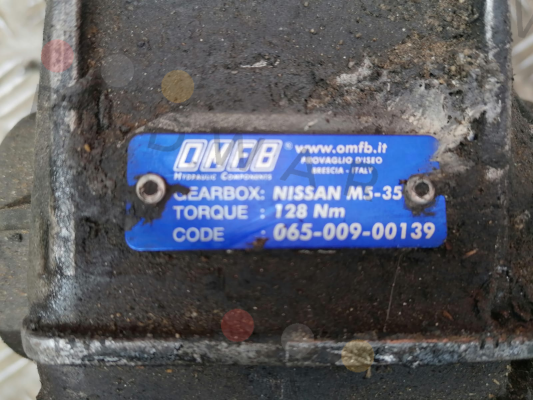 OMFB® www.omfb.it
PROVAGLIO D'ISEO
HYDRAULIC COMPONENTS BRESCIA - ITALY
GEARBOX: NISSAN M5-35
TORQUE : 128 Nm
CODE : 065-009-00139